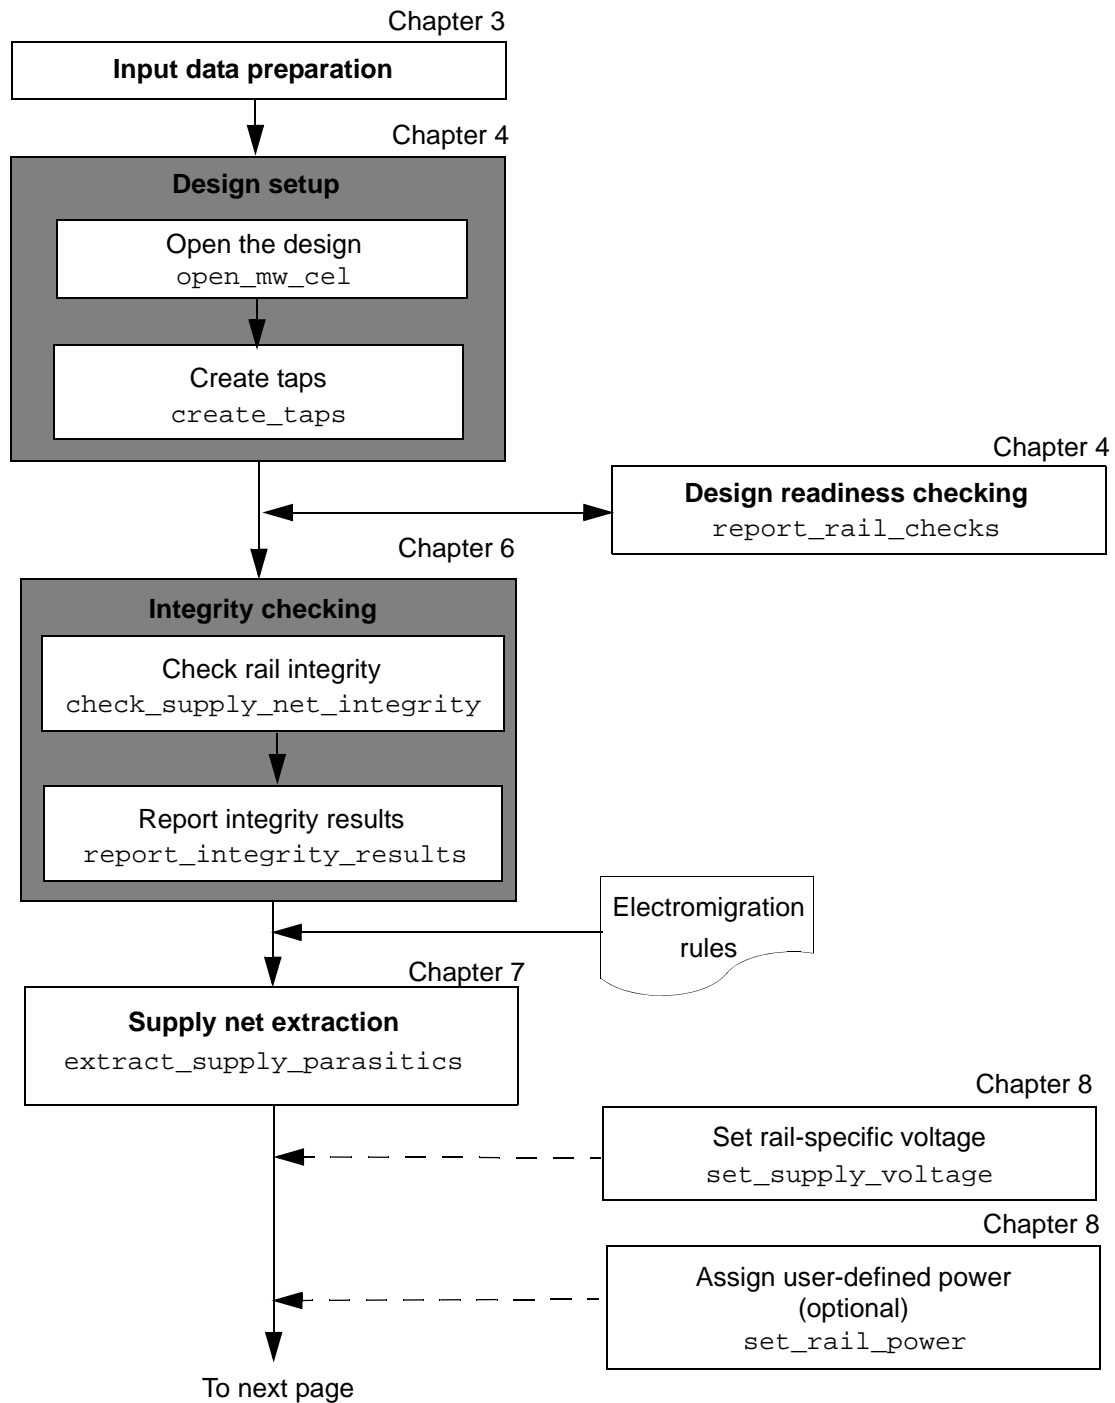 Chapter 3
Input data preparation
Chapter 4
Design setup
Open the design
open_mw_cel
Create taps
create_taps
Chapter 4
Design readiness checking
report_rail_checks
Chapter 6
Integrity checking
Check rail integrity
check_supply_net_integrity
Report integrity results
report_integrity_results
Electromigration
rules
Chapter 7
Supply net extraction
extract_supply_parasitics
Chapter 8
Set rail-specific voltage
set_supply_voltage
Chapter 8
Assign user-defined power
(optional)
set_rail_power
To next page